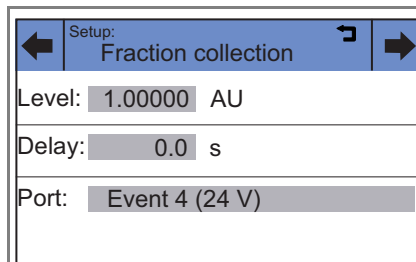 Setup:
Fraction collection
Level: 1.00000 AU
Delay: 0.0 s
Port: Event 4 (24 V)